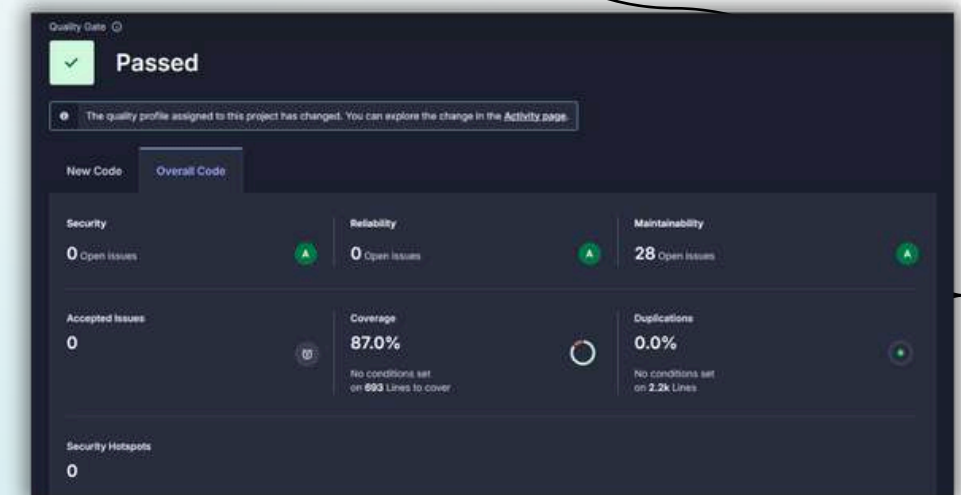 Quality Gate
Passed
The quality profile assigned to this project has changed. You can explore the change in the Activity page.
New Code
Overall Code
Security
0 Open issues
A
Reliability
0 Open issues
A
Maintainability
28 Open issues
A
Accepted Issues
0
Coverage
87.0%
No conditions set
on 693 Lines to cover
Duplications
0.0%
No conditions set
on 2.2k Lines
Security Hotspots
0